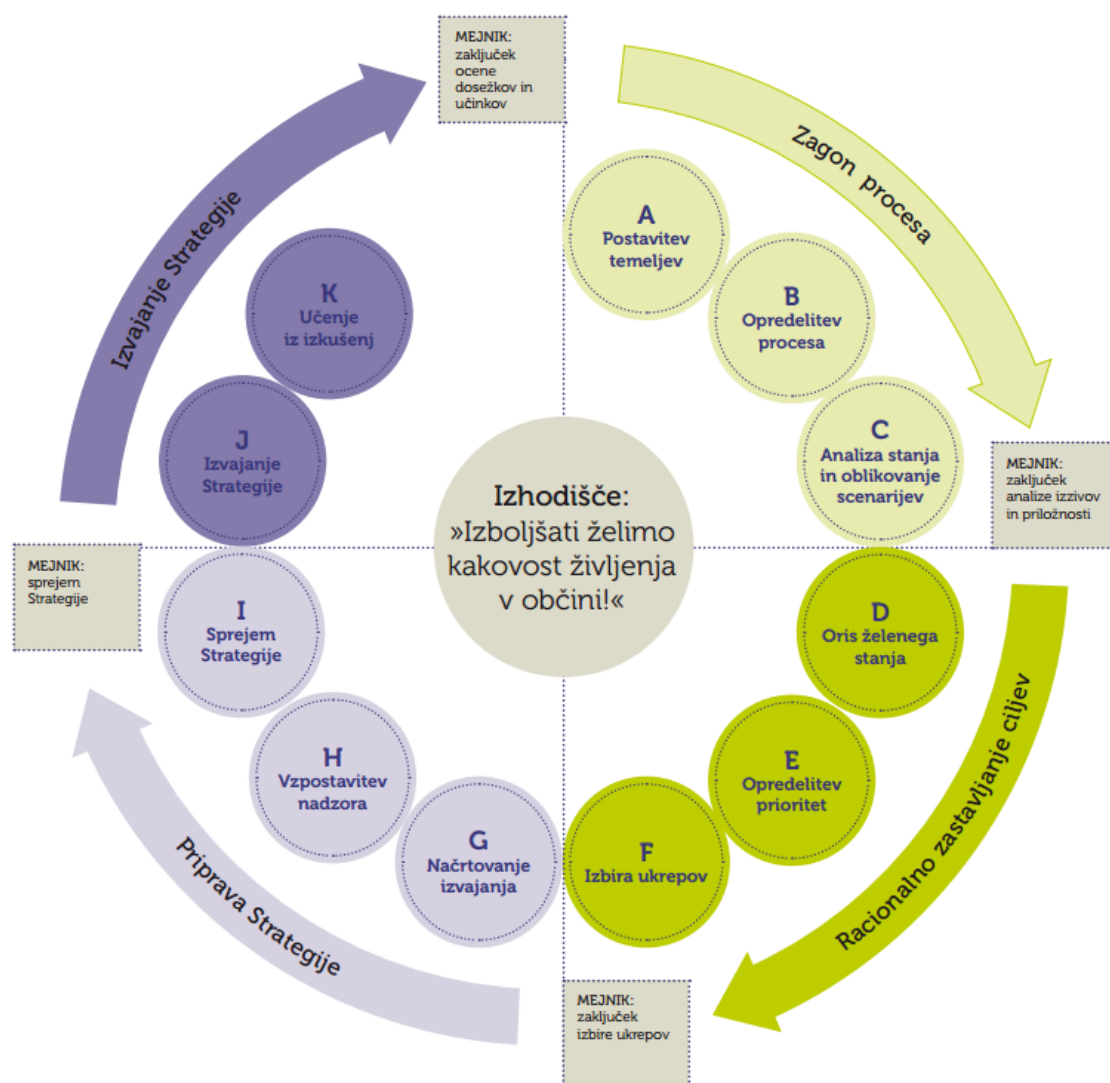 MEJNIK:
zaključek
ocene
dosežkov in
učinkov
Zagon procesa
A
Postavitev
temeljev
B
Opredelitev
procesa
C
Analiza stanja
in oblikovanje
scenarijev
MEJNIK:
zaključek
analize izzivov
in priložnosti
Izhodišče:
»Izboljšati želimo
kakovost življenja
v občini!«
D
Oris želenega
stanja
E
Opredelitev
prioritet
F
Izbira ukrepov
Racionalno zastavljanje ciljev
MEJNIK:
zaključek
izbire ukrepov
G
Načrtovanje
izvajanja
H
Vzpostavitev
nadzora
I
Sprejem
Strategije
Priprava Strategije
MEJNIK:
sprejem
Strategije
J
Izvajanje
Strategije
K
Učenje
iz izkušenj
Izvajanje Strategije